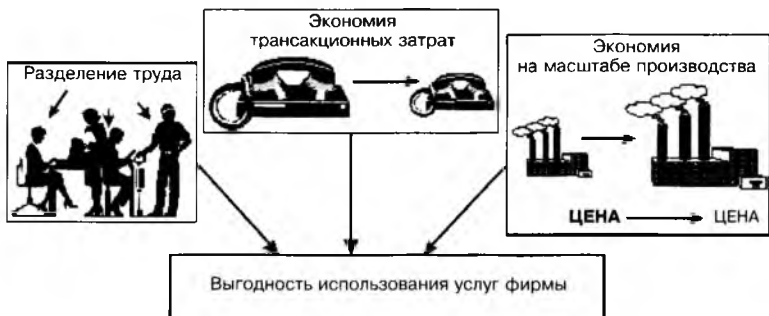 Разделение труда
Экономия
трансакционных затрат
Экономия
на масштабе производства
ЦЕНА ЦЕНА
Выгодность использования услуг фирмы